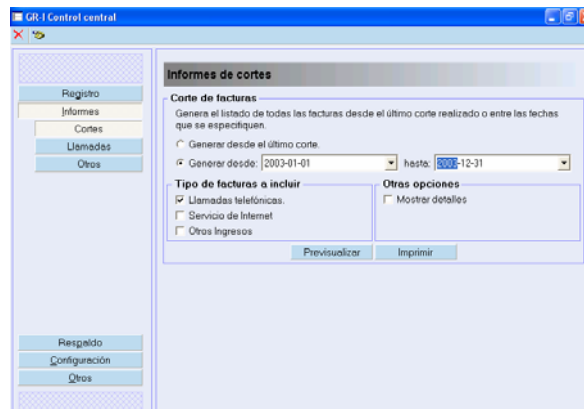 GR-I Control central
Registro
Informes
Cortes
Llamadas
Otros
Respaldo
Configuración
Otros
Informes de cortes
Corte de facturas
Genera el listado de todas las facturas desde el último corte realizado o entre las fechas
que se especifiquen.
Generar desde el último corte.
Generar desde: 2003-01-01 hasta: 2003-12-31
Tipo de facturas a incluir
Llamadas telefónicas.
Servicio de Internet
Otros Ingresos
Otras opciones
Mostrar detalles
Previsualizar Imprimir